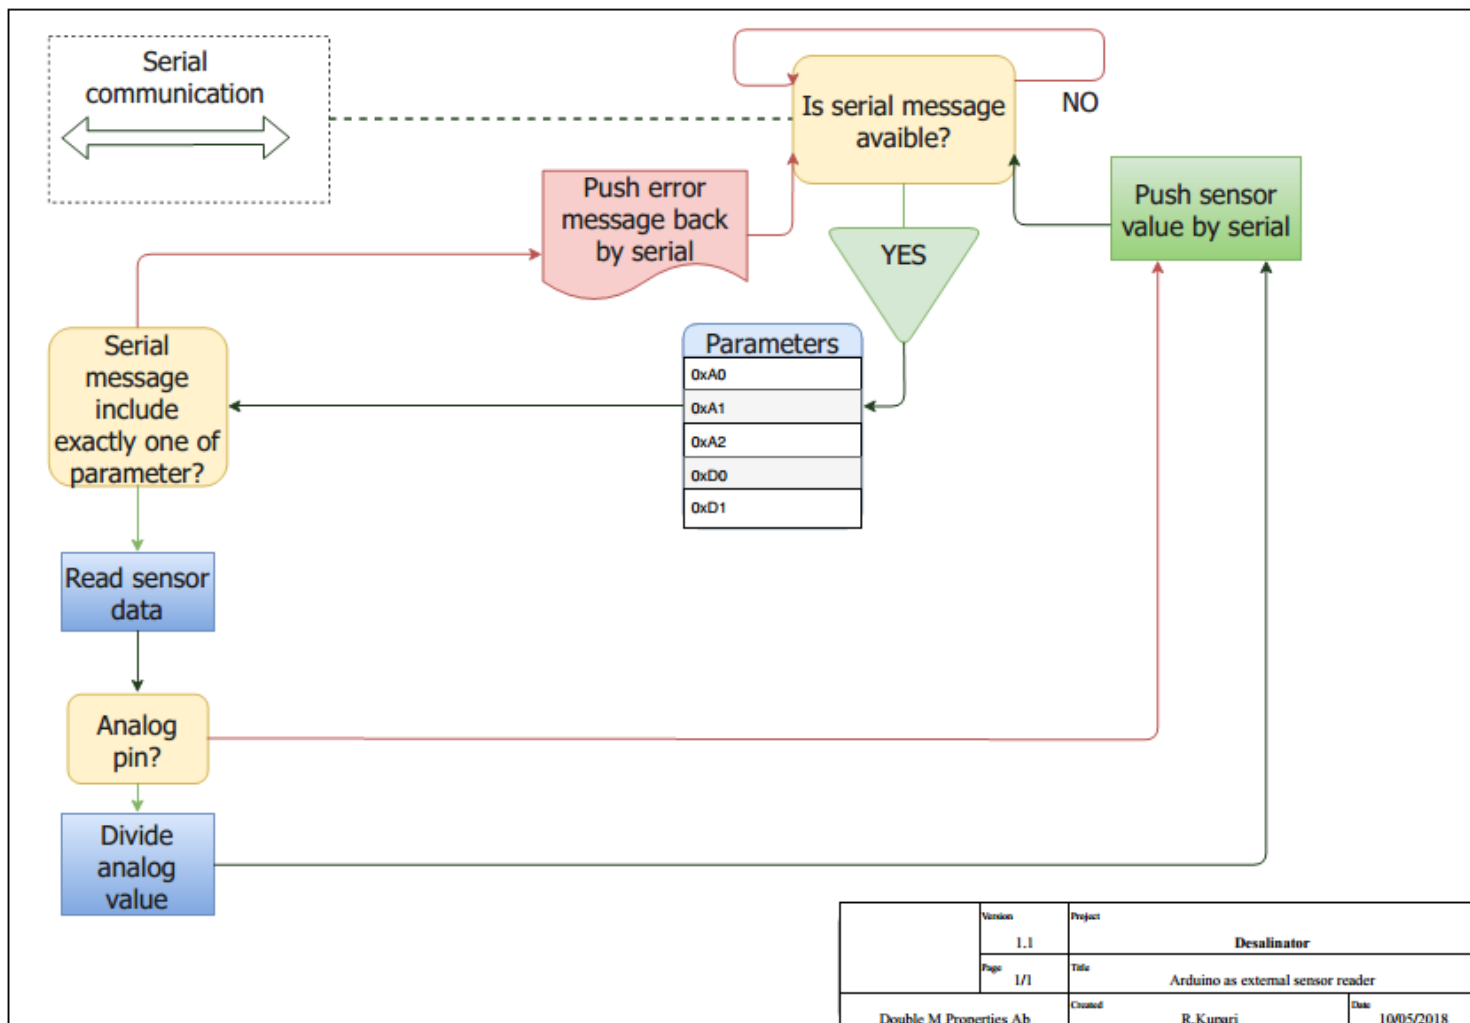 Serial
communication
Is serial message
avaible?
NO
Push error
message back
by serial
YES
Push sensor
value by serial
Serial
message
include
exactly one of
parameter?
Parameters
0xA0
0xA1
0xA2
0xD0
0xD1
Read sensor
data
Analog
pin?
Divide
analog
value
Version
1.1
Project
Desalinator
Page
1/1
Title
Arduino as external sensor reader
Double M Properties Ab
Created
R.Kupari
Date
10/05/2018